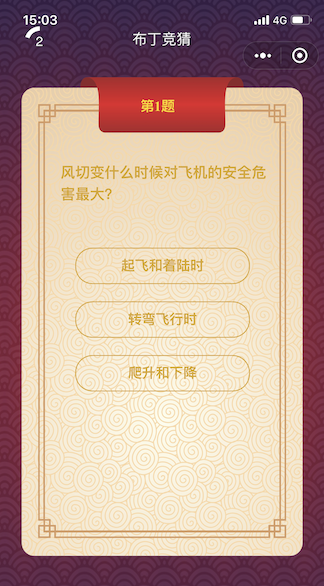 15:03
4G
2
布丁竞猜
第1题
风切变什么时候对飞机的安全危
害最大?
起飞和着陆时
转弯飞行时
爬升和下降